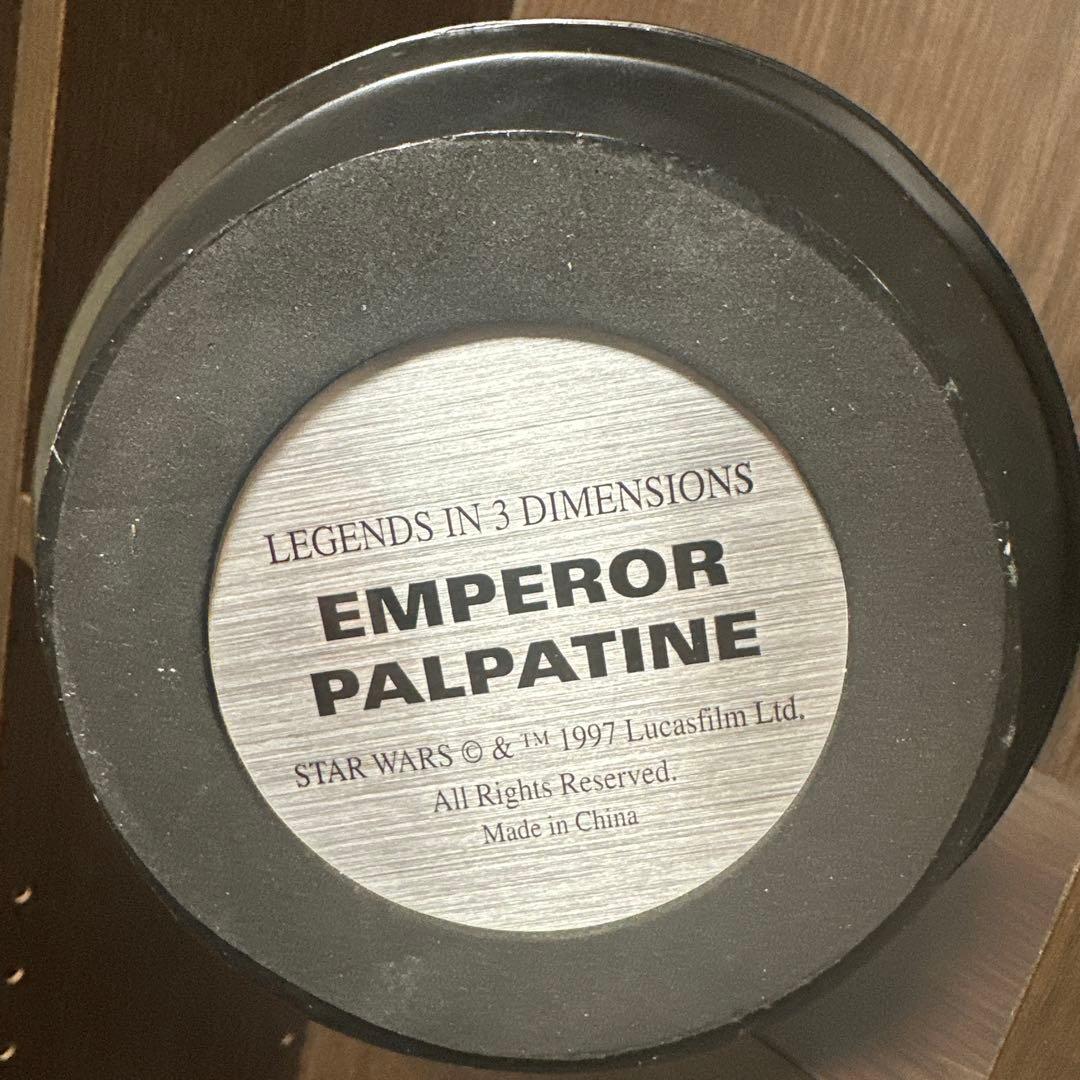 LEGENDS IN 3 DIMENSIONS
EMPEROR
PALPATINE
STAR WARS © & ™ 1997 Lucasfilm Ltd.
All Rights Reserved.
Made in China